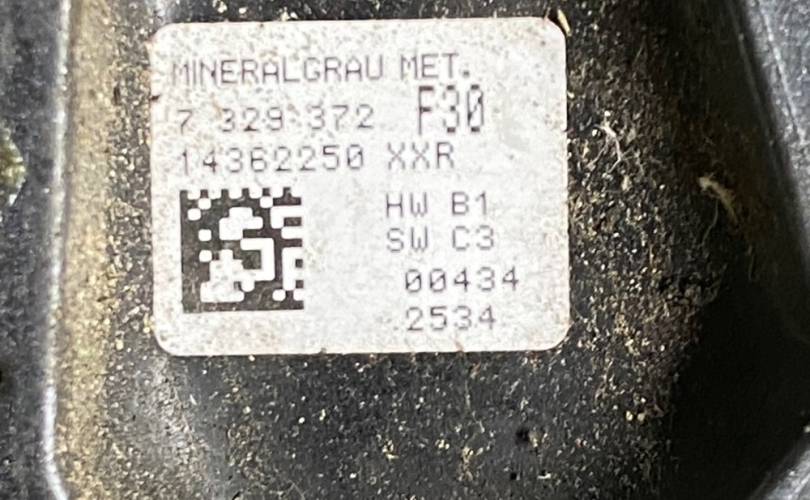 MINERALGRAU MET.
7 329 372 F30
14362250 XXR
HW B1
SW C3
00434
2534